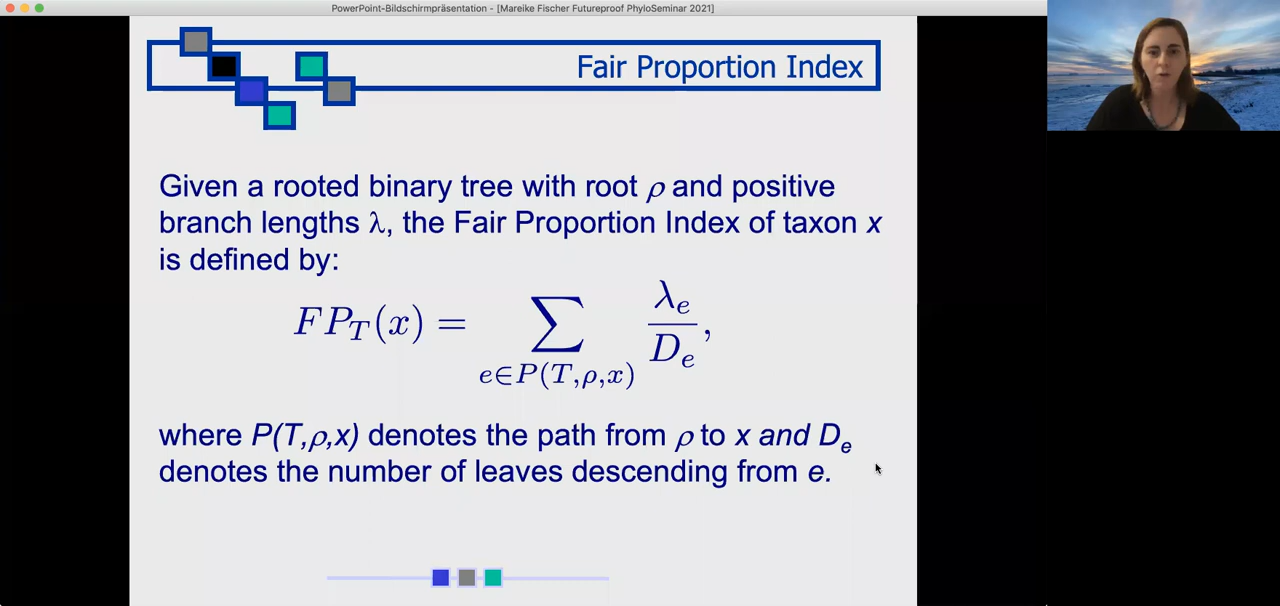 PowerPoint-Bildschirmpräsentation - [Mareike Fischer Futureproof PhyloSeminar 2021]
Fair Proportion Index
Given a rooted binary tree with root ρ and positive
branch lengths λ, the Fair Proportion Index of taxon x
is defined by:
FP_T(x) = ∑_{e∈P(T,ρ,x)} λ_e / D_e,
where P(T,ρ,x) denotes the path from ρ to x and D_e
denotes the number of leaves descending from e.